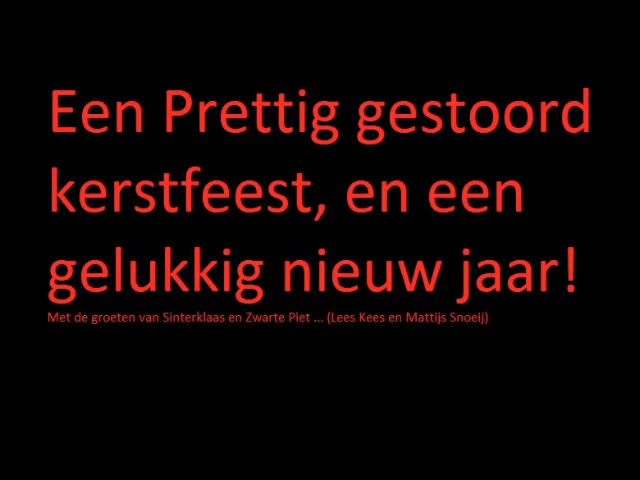 Een Prettig gestoord
kerstfeest, en een
gelukkig nieuw jaar!
Met de groeten van Sinterklaas en Zwarte Piet ... (Lees Kees en Mattijs Snoeij)